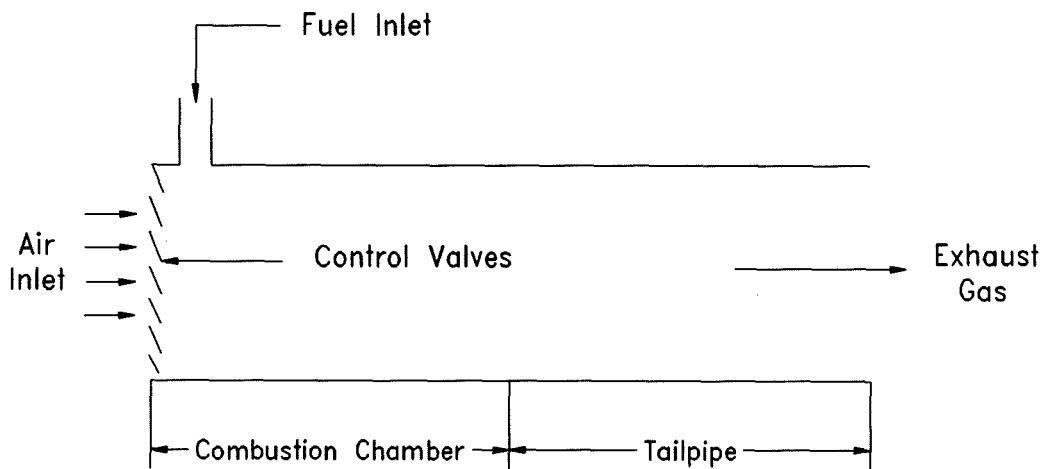 Fuel Inlet
Air
Inlet
Control Valves
Exhaust
Gas
Combustion Chamber
Tailpipe